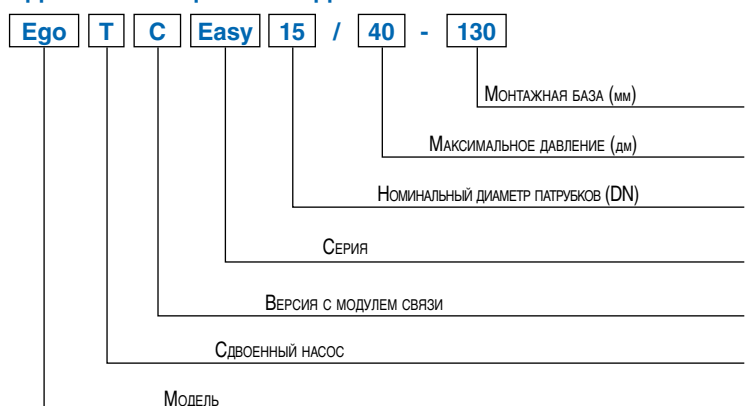 Ego T C Easy 15 / 40 - 130
Монтажная база (мм)
Максимальное давление (дм)
Номинальный диаметр патрубков (DN)
Серия
Версия с модулем связи
Сдвоенный насос
Модель